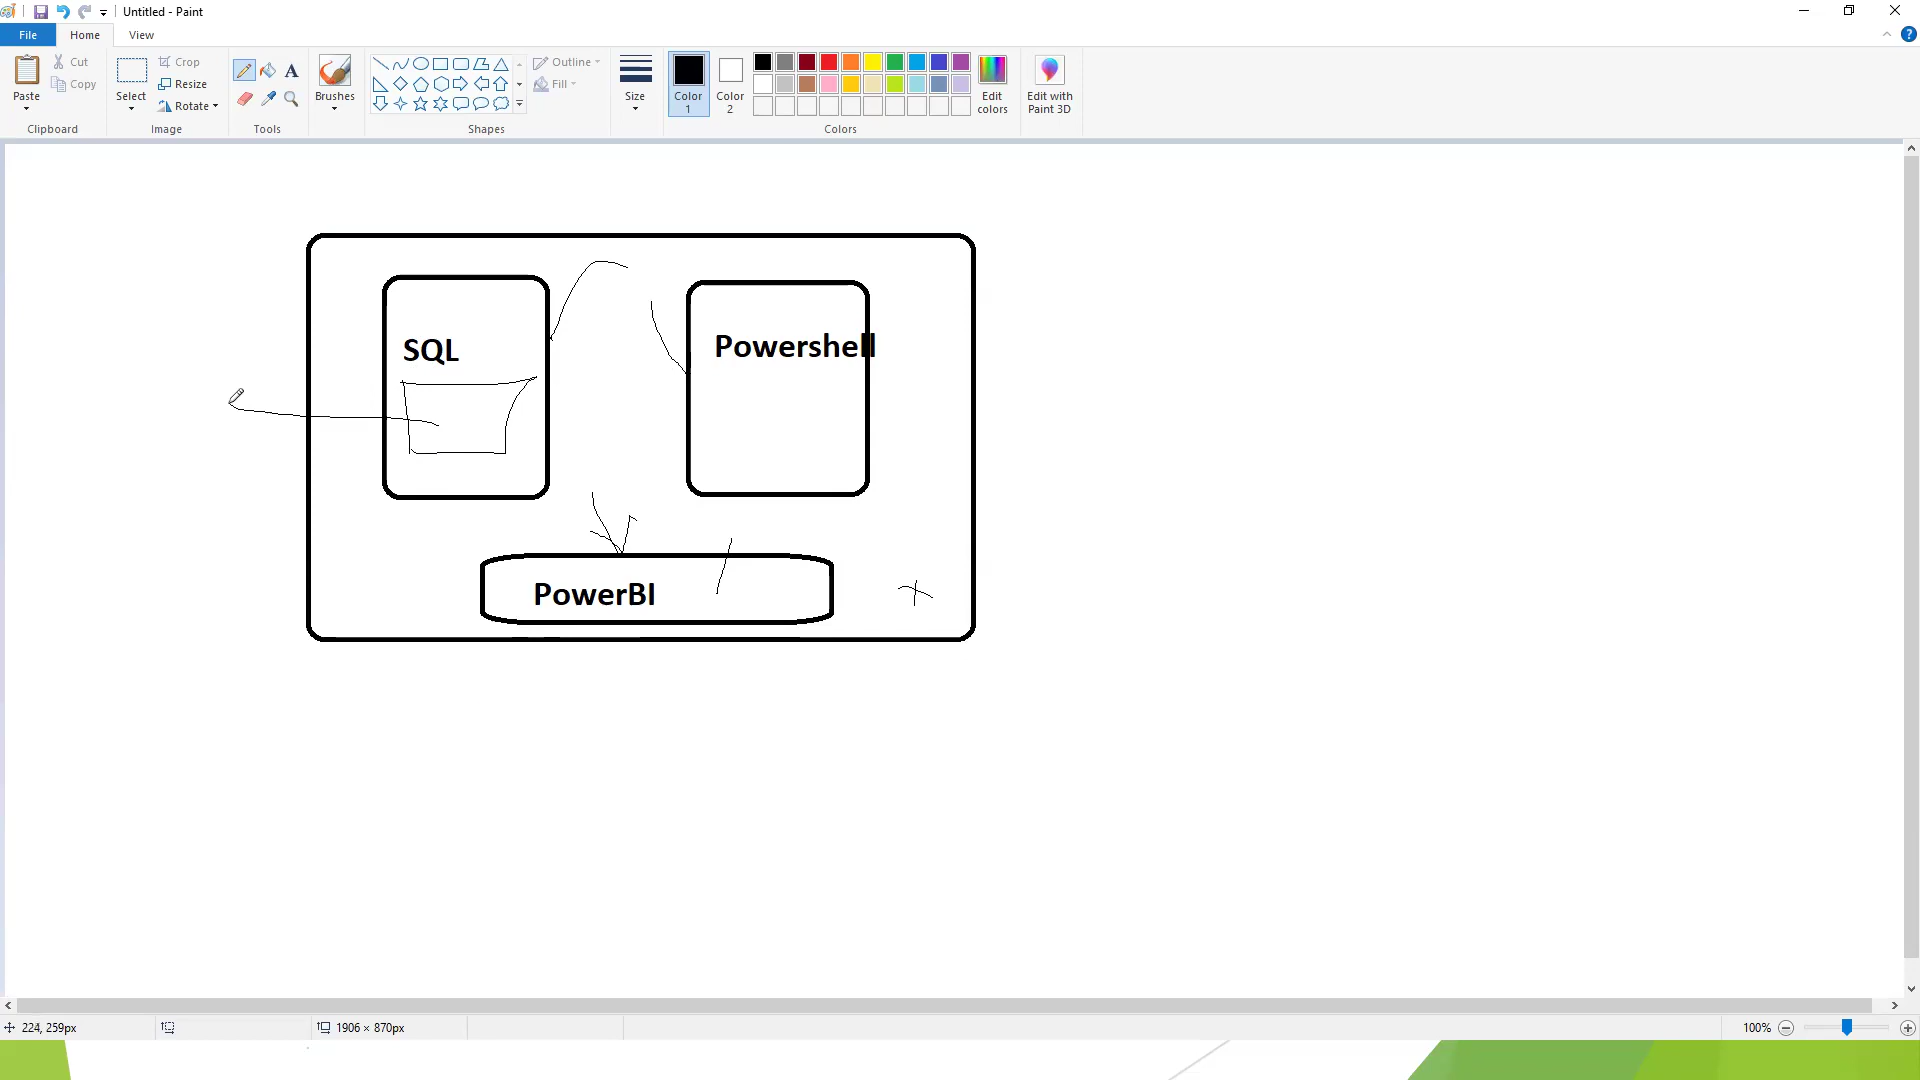 Untitled - Paint
File
Home
View
Paste
Cut
Copy
Clipboard
Select
Crop
Resize
Rotate
Image
A
Tools
Brushes
Shapes
Outline
Fill
Size
Color 1
Color 2
Edit colors
Colors
Edit with Paint 3D
?
SQL
Powershell
PowerBI
224, 259px
1906 × 870px
100%